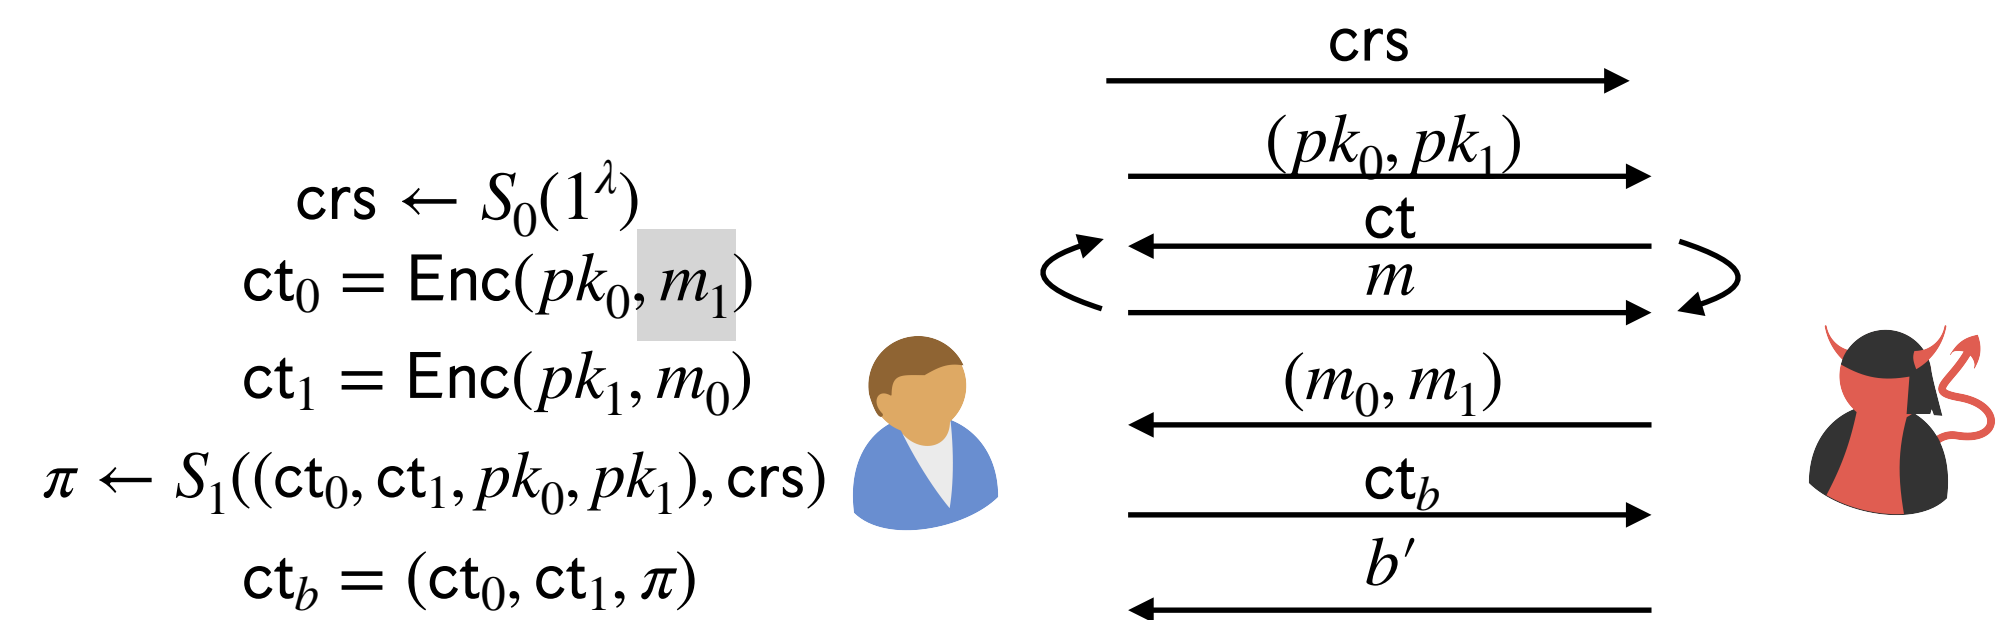 crs ← S₀(1^λ)
ct₀ = Enc(pk₀, m₁)
ct₁ = Enc(pk₁, m₀)
π ← S₁((ct₀, ct₁, pk₀, pk₁), crs)
ct_b = (ct₀, ct₁, π)
crs
(pk₀, pk₁)
ct
m
(m₀, m₁)
ct_b
b′